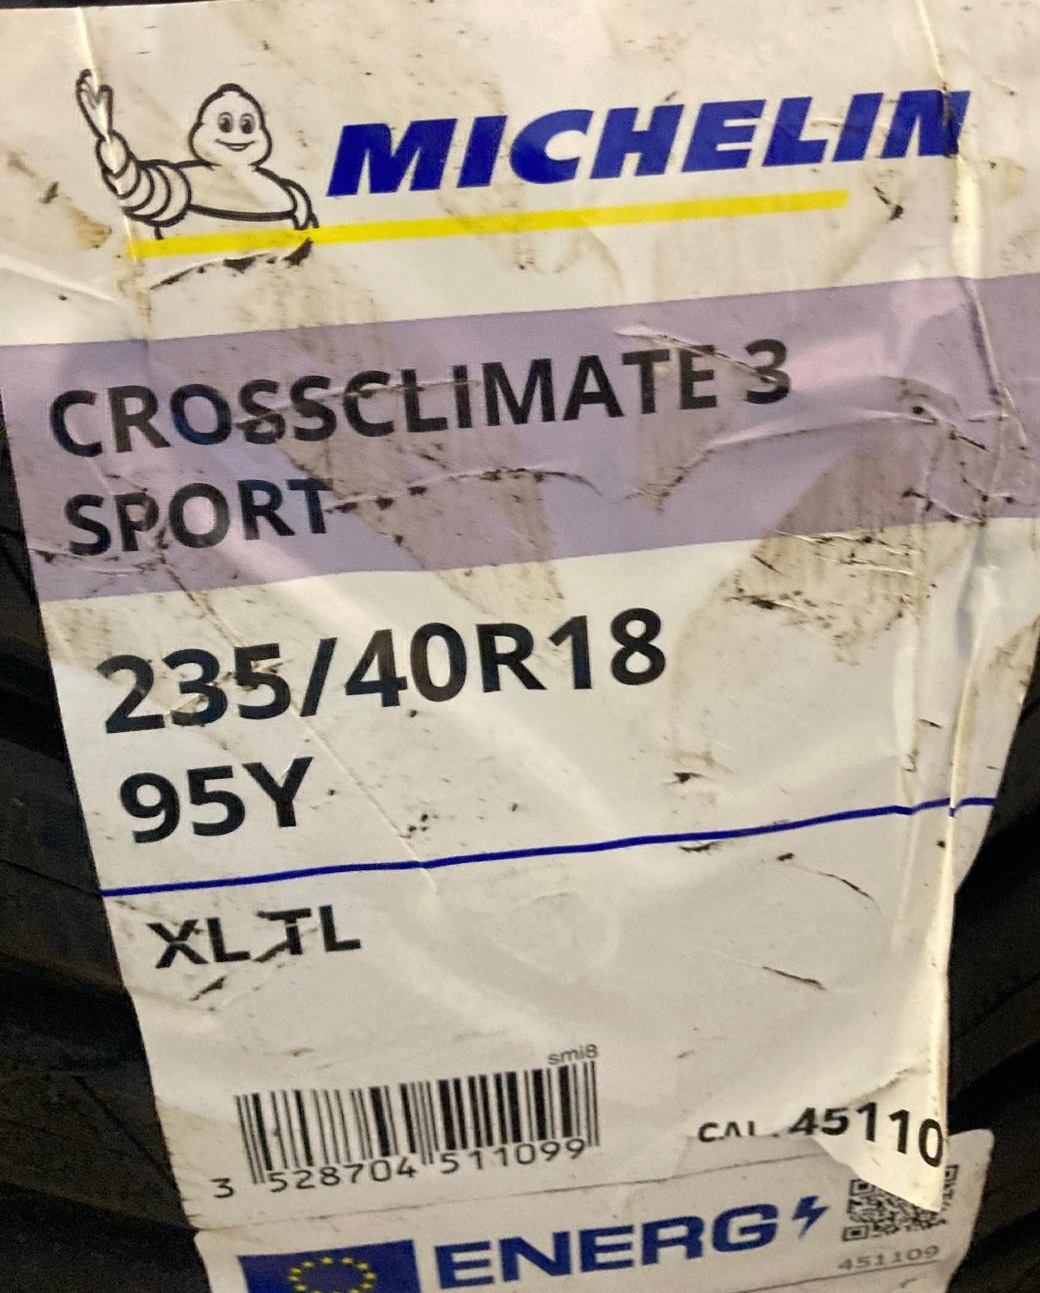 MICHELIN
CROSSCLIMATE 3
SPORT
235/40R18
95Y
XL TL
smi8
3 528704 511099
45110
ENERG
451109